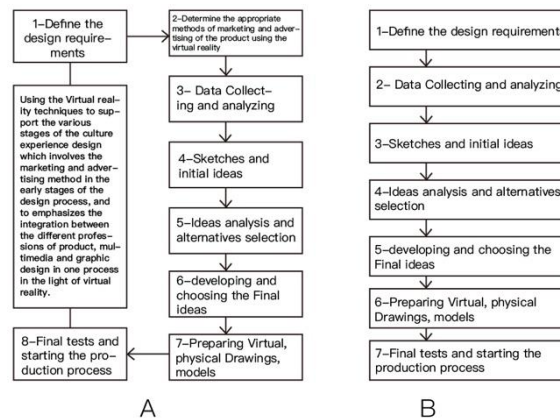 1–Define the
design require–
ments
2–Determine the appropriate
methods of marketing and adver–
tising of the product using the
virtual reality
3– Data Collect–
ing and analyzing
4–Sketches and
initial ideas
5–Ideas analysis and
alternatives selection
6–developing and
choosing the Final
ideas
7–Preparing Virtual,
physical Drawings,
models
8–Final tests and
starting the pro–
duction process
Using the Virtual real–
ity techniques to sup–
port the various
stages of the culture
experience design
which involves the
marketing and adver–
tising method in the
early stages of the
design process, and
to emphasizes the
integration between
the different profes–
sions of product, mul–
timedia and graphic
design in one process
in the light of virtual
reality.
A
1–Define the design requirements
2– Data Collecting and analyzing
3–Sketches and initial ideas
4–Ideas analysis and alternatives
selection
5–developing and choosing the
Final ideas
6–Preparing Virtual, physical
Drawings, models
7–Final tests and starting the
production process
B